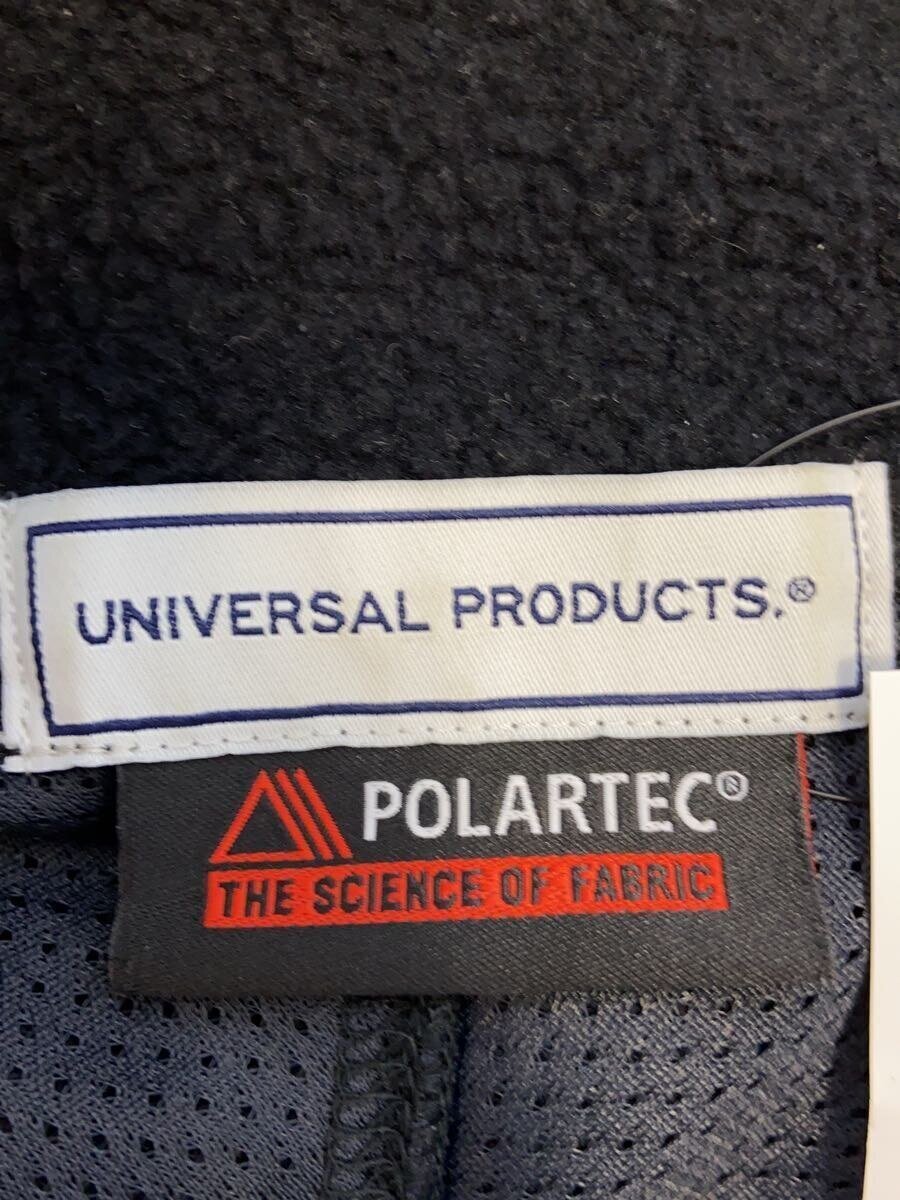 UNIVERSAL PRODUCTS.®
POLARTEC®
THE SCIENCE OF FABRIC